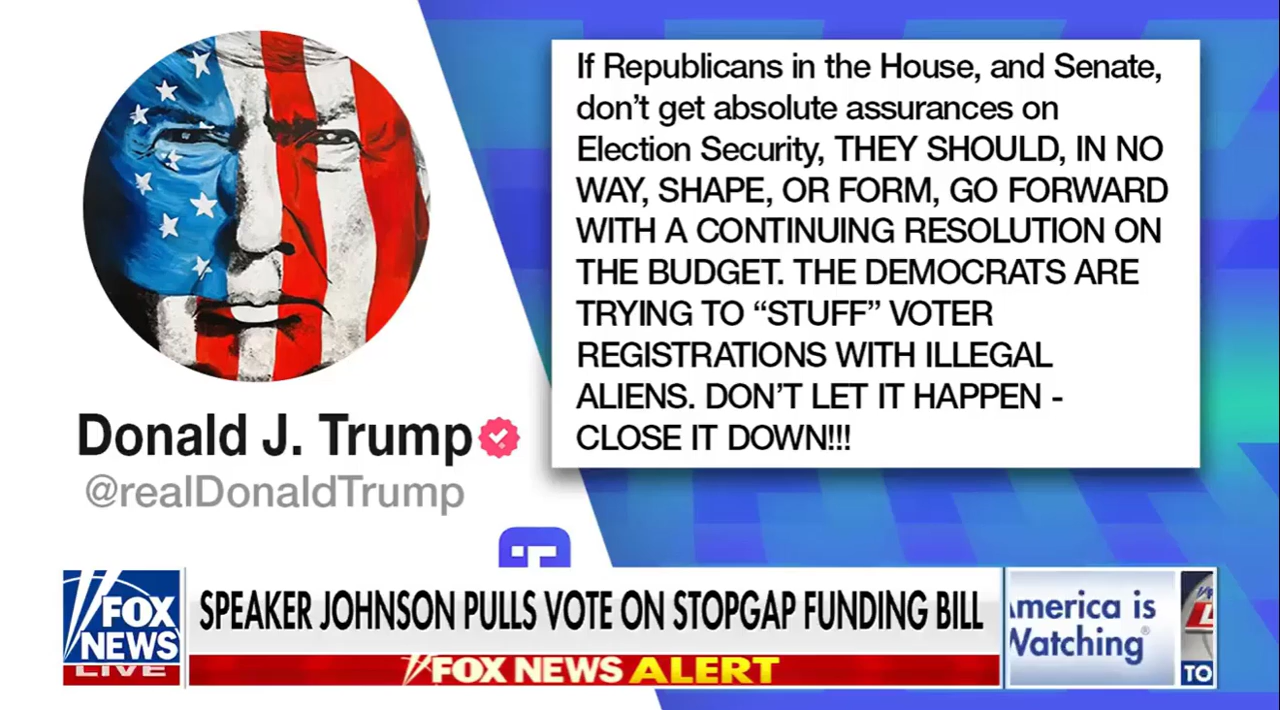 If Republicans in the House, and Senate,
don’t get absolute assurances on
Election Security, THEY SHOULD, IN NO
WAY, SHAPE, OR FORM, GO FORWARD
WITH A CONTINUING RESOLUTION ON
THE BUDGET. THE DEMOCRATS ARE
TRYING TO “STUFF” VOTER
REGISTRATIONS WITH ILLEGAL
ALIENS. DON’T LET IT HAPPEN -
CLOSE IT DOWN!!!
Donald J. Trump
@realDonaldTrump
FOX
NEWS
LIVE
SPEAKER JOHNSON PULLS VOTE ON STOPGAP FUNDING BILL
FOX NEWS ALERT
merica is
Watching®
TO